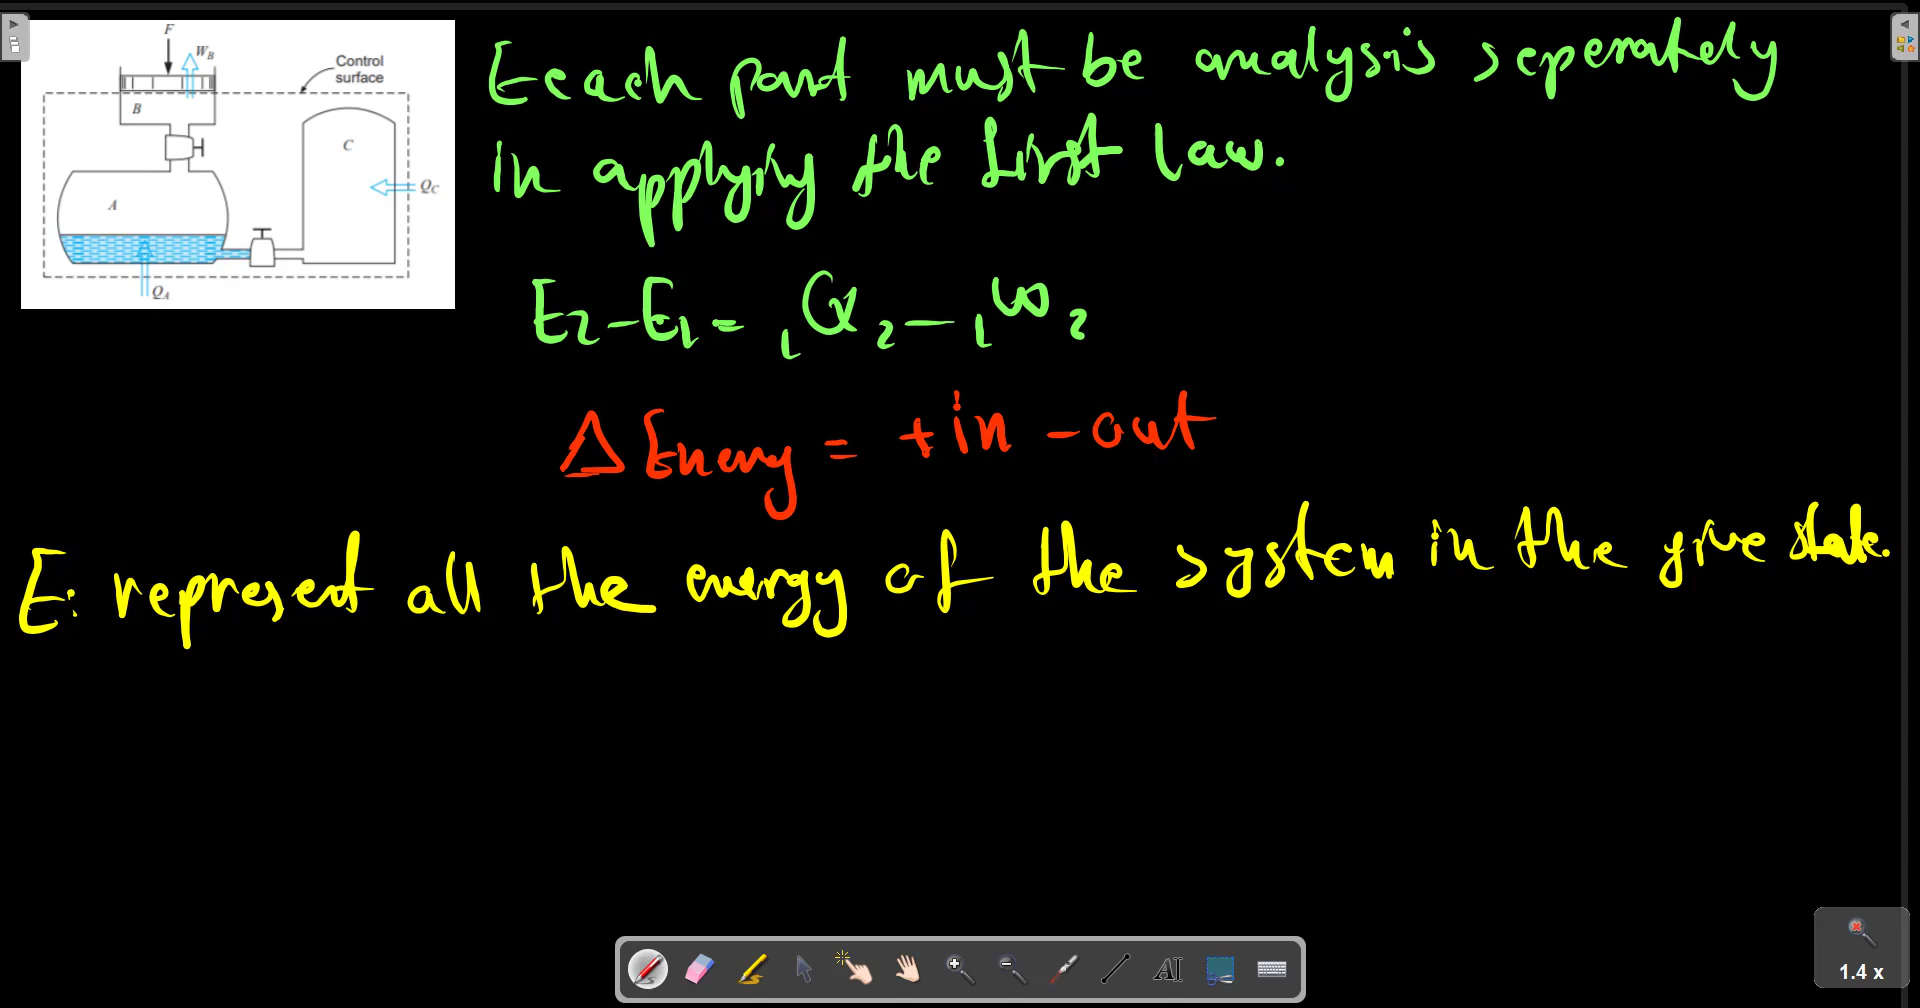 F
W_B
Control
surface
B
C
Q_C
A
Q_A
Eeach part must be analysis seperately
in applying the first law.
E2 - E1 = 1Q2 - 1W2
Δ Energy = + in - out
E: represent all the energy of the system in the give state.
AI
1.4 x